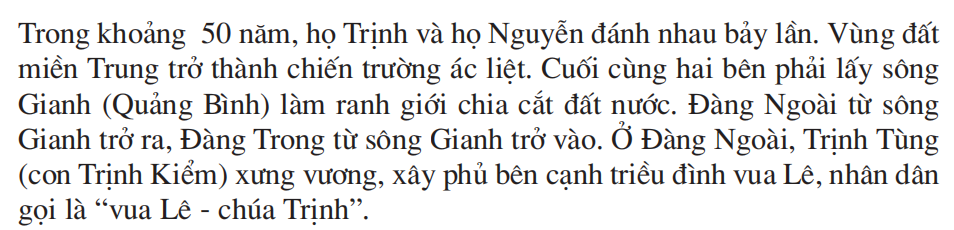 Trong khoảng 50 năm, họ Trịnh và họ Nguyễn đánh nhau bảy lần. Vùng đất
miền Trung trở thành chiến trường ác liệt. Cuối cùng hai bên phải lấy sông
Gianh (Quảng Bình) làm ranh giới chia cắt đất nước. Đàng Ngoài từ sông
Gianh trở ra, Đàng Trong từ sông Gianh trở vào. Ở Đàng Ngoài, Trịnh Tùng
(con Trịnh Kiểm) xưng vương, xây phủ bên cạnh triều đình vua Lê, nhân dân
gọi là “vua Lê - chúa Trịnh”.